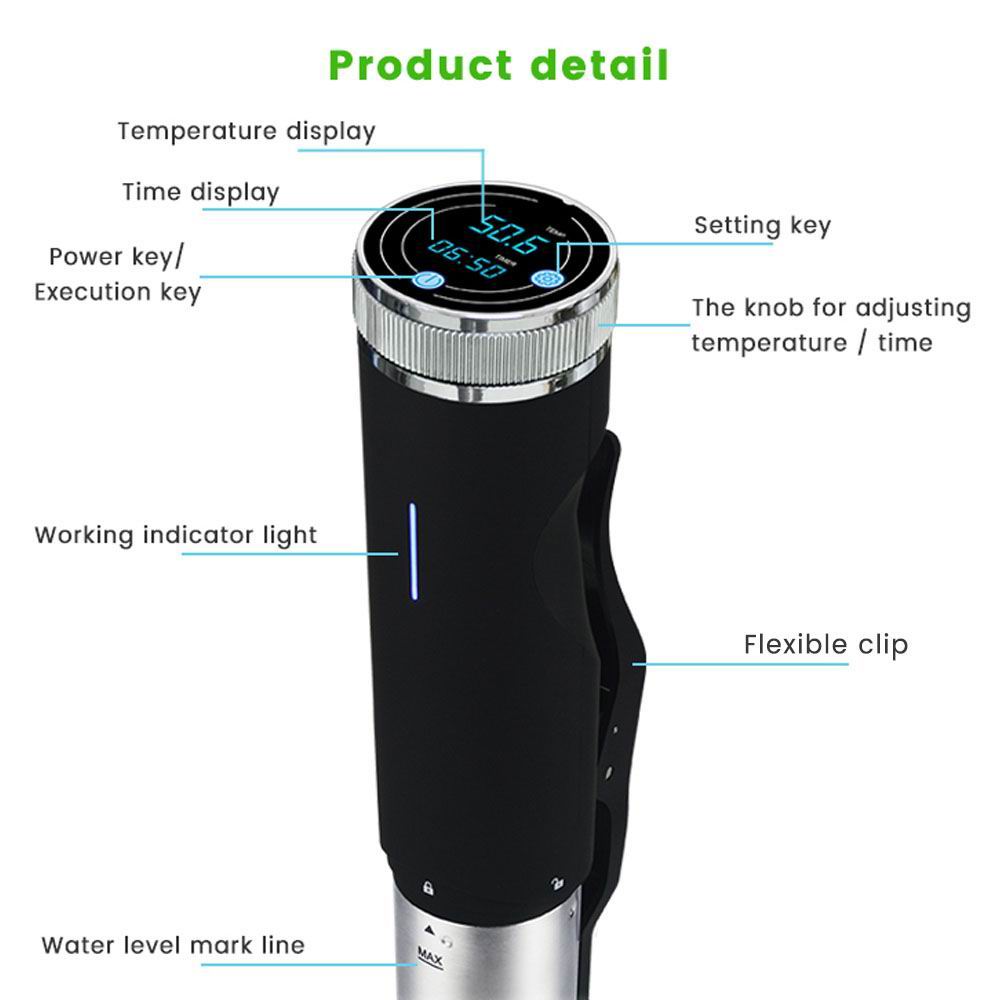 Product detail
Temperature display
Time display
Setting key
Power key/
Execution key
The knob for adjusting
temperature / time
50.6
TEMP
06:50
TIMER
Working indicator light
Flexible clip
Water level mark line
MAX